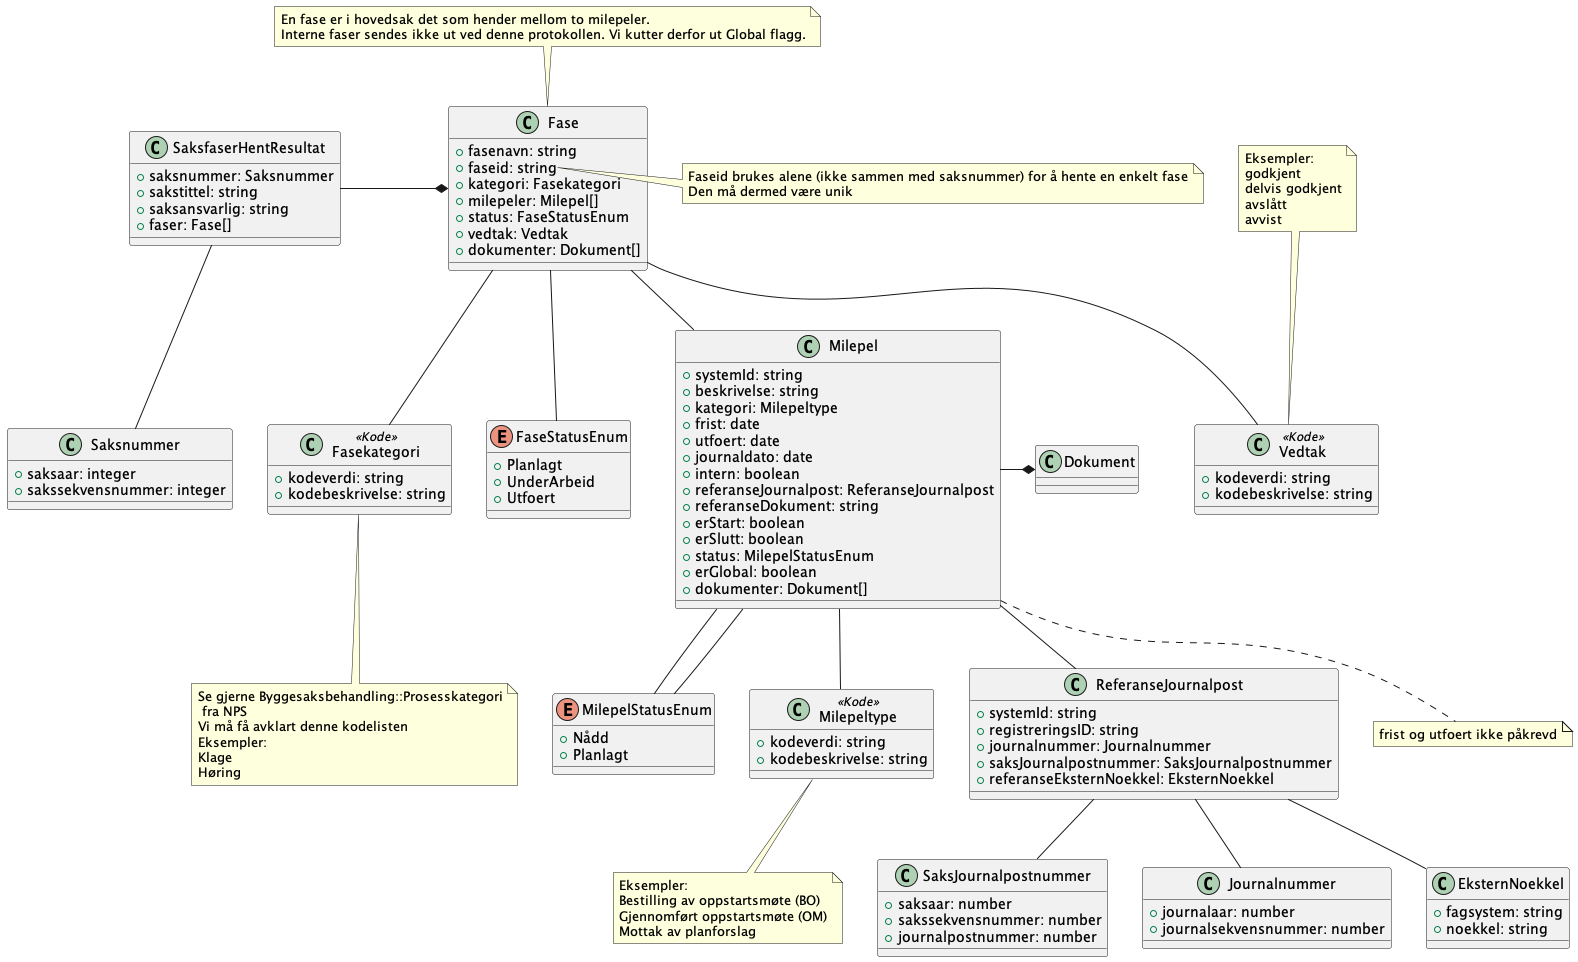 En fase er i hovedsak det som hender mellom to milepeler.
Interne faser sendes ikke ut ved denne protokollen. Vi kutter derfor ut Global flagg.
C Fase
fasenavn: string
faseid: string
kategori: Fasekategori
milepeler: Milepel[]
status: FaseStatusEnum
vedtak: Vedtak
dokumenter: Dokument[]
C SaksfaserHentResultat
saksnummer: Saksnummer
sakstittel: string
saksansvarlig: string
faser: Fase[]
Faseid brukes alene (ikke sammen med saksnummer) for å hente en enkelt fase
Den må dermed være unik
Eksempler:
godkjent
delvis godkjent
avslått
avvist
C Milepel
systemId: string
beskrivelse: string
kategori: Milepeltype
frist: date
utfoert: date
journaldato: date
intern: boolean
referanseJournalpost: ReferanseJournalpost
referanseDokument: string
erStart: boolean
erSlutt: boolean
status: MilepelStatusEnum
erGlobal: boolean
dokumenter: Dokument[]
C Saksnummer
saksaar: integer
sakssekvensnummer: integer
C «Kode»
Fasekategori
kodeverdi: string
kodebeskrivelse: string
E FaseStatusEnum
Planlagt
UnderArbeid
Utfoert
C Dokument
C «Kode»
Vedtak
kodeverdi: string
kodebeskrivelse: string
Se gjerne Byggesaksbehandling::Prosesskategori
fra NPS
Vi må få avklart denne kodelisten
Eksempler:
Klage
Høring
E MilepelStatusEnum
Nådd
Planlagt
C «Kode»
Milepeltype
kodeverdi: string
kodebeskrivelse: string
C ReferanseJournalpost
systemId: string
registreringsID: string
journalnummer: Journalnummer
saksJournalpostnummer: SaksJournalpostnummer
referanseEksternNoekkel: EksternNoekkel
frist og utfoert ikke påkrevd
Eksempler:
Bestilling av oppstartsmøte (BO)
Gjennomført oppstartsmøte (OM)
Mottak av planforslag
C SaksJournalpostnummer
saksaar: number
sakssekvensnummer: number
journalpostnummer: number
C Journalnummer
journalaar: number
journalsekvensnummer: number
C EksternNoekkel
fagsystem: string
noekkel: string